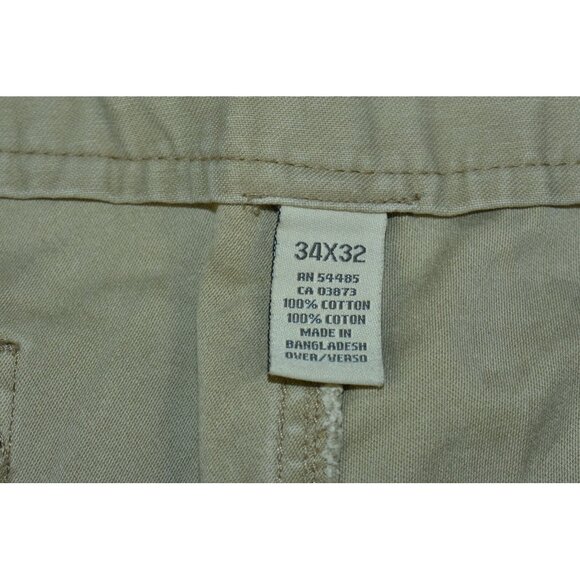 34X32
RN 54485
CA 03873
100% COTTON
100% COTON
MADE IN
BANGLADESH
OVER/VERSO